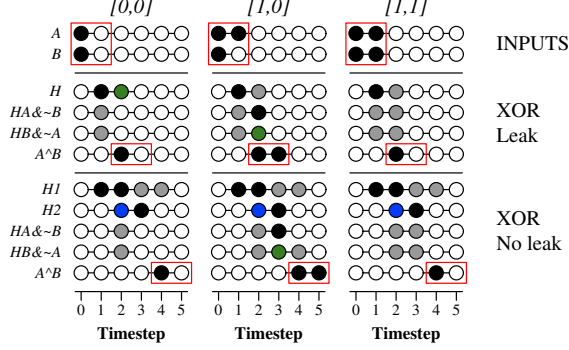 [0,0] [1,0] [1,1]
A
B
INPUTS
H
HA&~B
HB&~A
A^B
XOR
Leak
H1
H2
HA&~B
HB&~A
A^B
XOR
No leak
0 1 2 3 4 5 0 1 2 3 4 5 0 1 2 3 4 5
Timestep Timestep Timestep